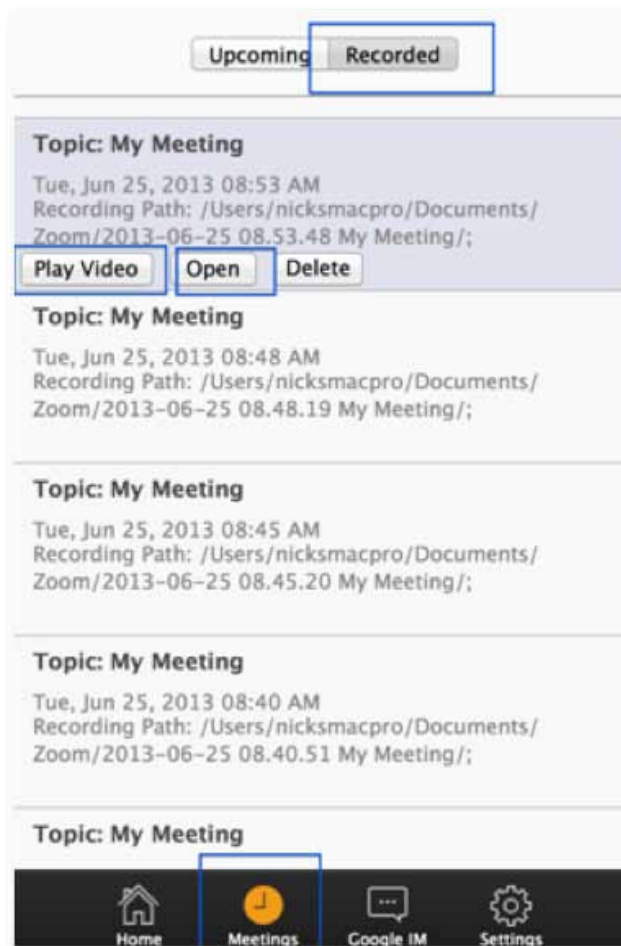 Upcoming Recorded
Topic: My Meeting
Tue, Jun 25, 2013 08:53 AM
Recording Path: /Users/nicksmacpro/Documents/
Zoom/2013-06-25 08.53.48 My Meeting/;
Play Video Open Delete
Topic: My Meeting
Tue, Jun 25, 2013 08:48 AM
Recording Path: /Users/nicksmacpro/Documents/
Zoom/2013-06-25 08.48.19 My Meeting/;
Topic: My Meeting
Tue, Jun 25, 2013 08:45 AM
Recording Path: /Users/nicksmacpro/Documents/
Zoom/2013-06-25 08.45.20 My Meeting/;
Topic: My Meeting
Tue, Jun 25, 2013 08:40 AM
Recording Path: /Users/nicksmacpro/Documents/
Zoom/2013-06-25 08.40.51 My Meeting/;
Topic: My Meeting
Home Meetings Google IM Settings